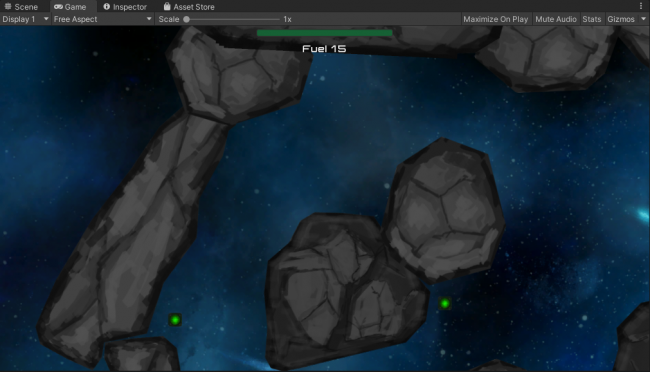 Scene Game Inspector Asset Store
Display 1 Free Aspect Scale 1x Maximize On Play Mute Audio Stats Gizmos
Fuel 15